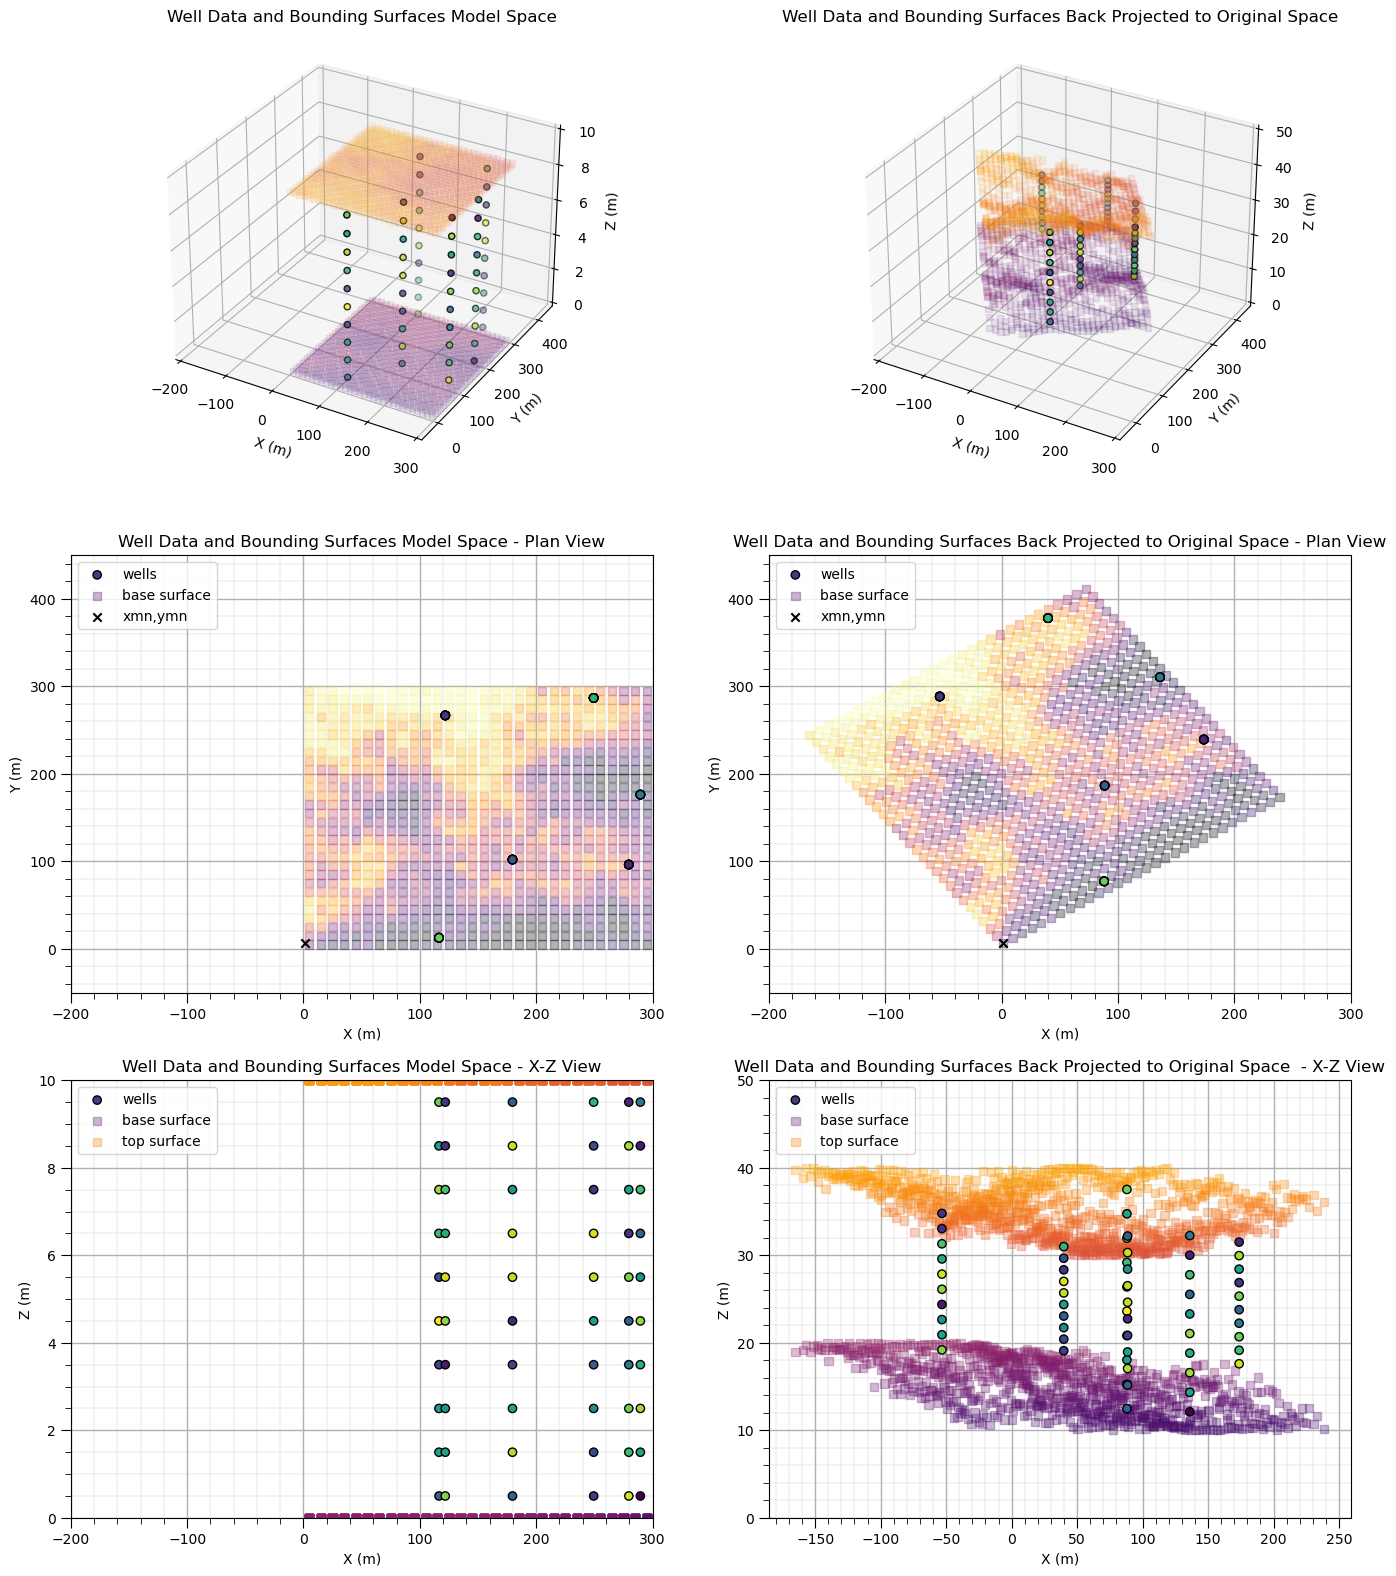 Well Data and Bounding Surfaces Model Space
10
8
6
4
2
0
Z (m)
−200
−100
0
100
200
300
X (m)
0
100
200
300
400
Y (m)
Well Data and Bounding Surfaces Back Projected to Original Space
50
40
30
20
10
0
Z (m)
−200
−100
0
100
200
300
X (m)
0
100
200
300
400
Y (m)
Well Data and Bounding Surfaces Model Space - Plan View
wells
base surface
xmn,ymn
400
300
200
100
0
Y (m)
−200
−100
0
100
200
300
X (m)
Well Data and Bounding Surfaces Back Projected to Original Space - Plan View
wells
base surface
xmn,ymn
400
300
200
100
0
Y (m)
−200
−100
0
100
200
300
X (m)
Well Data and Bounding Surfaces Model Space - X-Z View
wells
base surface
top surface
10
8
6
4
2
0
Z (m)
−200
−100
0
100
200
300
X (m)
Well Data and Bounding Surfaces Back Projected to Original Space  - X-Z View
wells
base surface
top surface
50
40
30
20
10
0
Z (m)
−150
−100
−50
0
50
100
150
200
250
X (m)